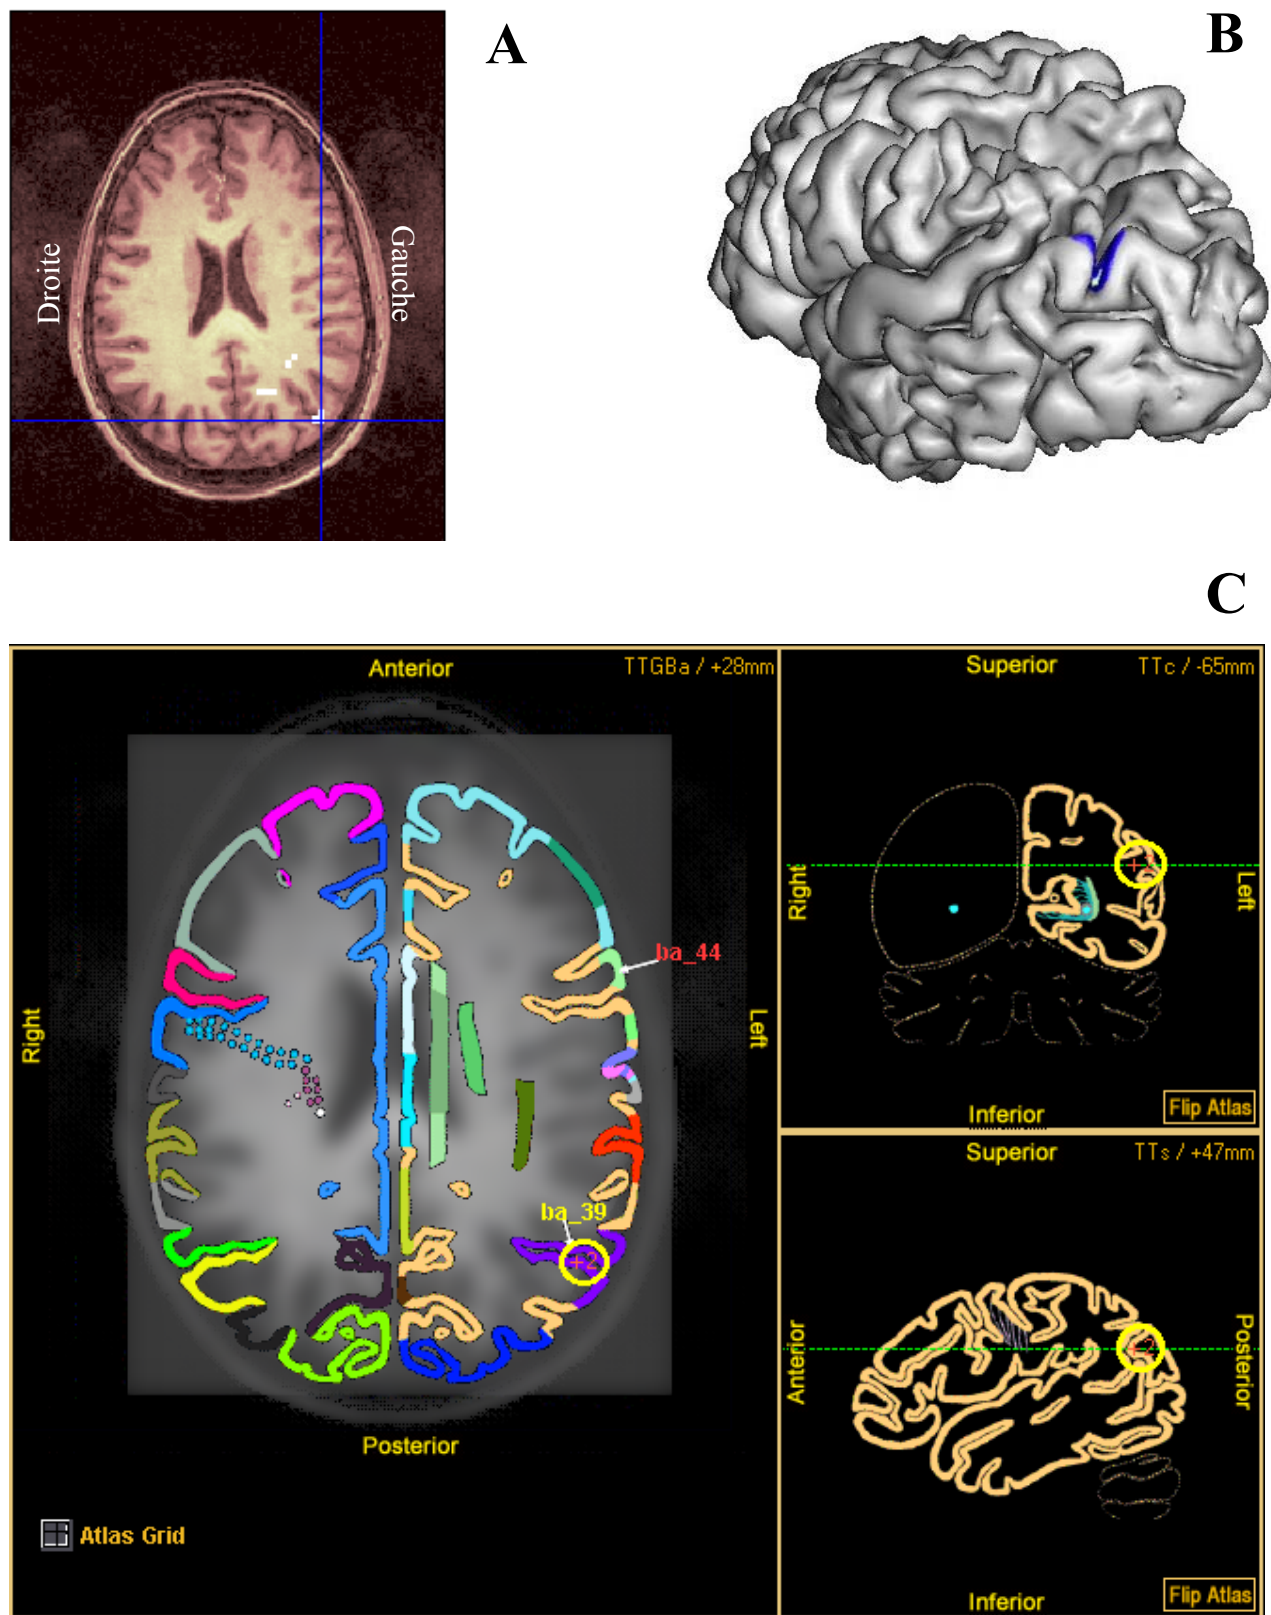 A
B
Droite
Gauche
C
Anterior
TTGBa / +28mm
Superior
TTc / -65mm
Right
Left
ba_44
Right
Left
Flip Atlas
Inferior
Superior
TTs / +47mm
ba_39
+2
Anterior
Posterior
Posterior
Atlas Grid
Flip Atlas
Inferior